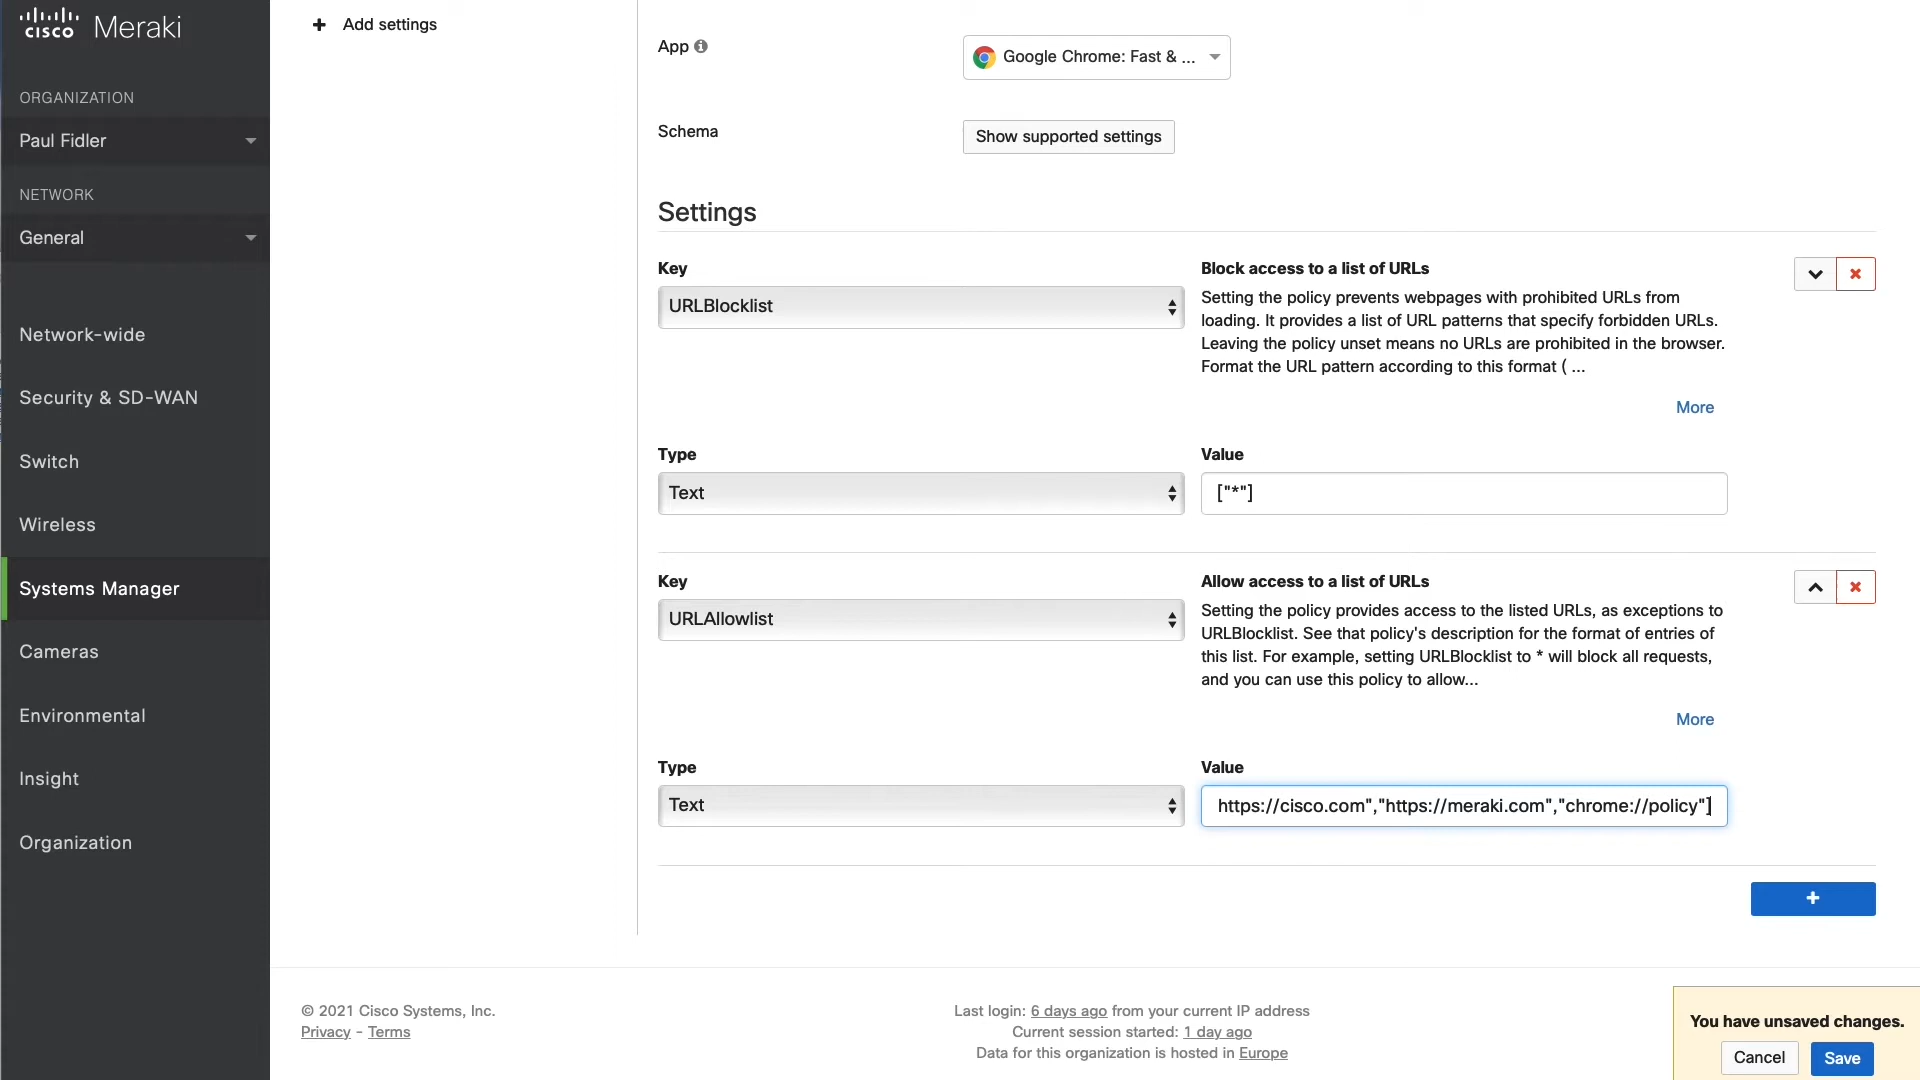 cisco Meraki
ORGANIZATION
Paul Fidler
NETWORK
General
Network-wide
Security & SD-WAN
Switch
Wireless
Systems Manager
Cameras
Environmental
Insight
Organization
+ Add settings
App
Google Chrome: Fast & ...
Schema
Show supported settings
Settings
Key
URLBlocklist
Block access to a list of URLs
Setting the policy prevents webpages with prohibited URLs from
loading. It provides a list of URL patterns that specify forbidden URLs.
Leaving the policy unset means no URLs are prohibited in the browser.
Format the URL pattern according to this format ( ...
More
Type
Text
Value
["*"]
Key
URLAllowlist
Allow access to a list of URLs
Setting the policy provides access to the listed URLs, as exceptions to
URLBlocklist. See that policy's description for the format of entries of
this list. For example, setting URLBlocklist to * will block all requests,
and you can use this policy to allow...
More
Type
Text
Value
https://cisco.com","https://meraki.com","chrome://policy"]
+
© 2021 Cisco Systems, Inc.
Privacy - Terms
Last login: 6 days ago from your current IP address
Current session started: 1 day ago
Data for this organization is hosted in Europe
You have unsaved changes.
Cancel
Save